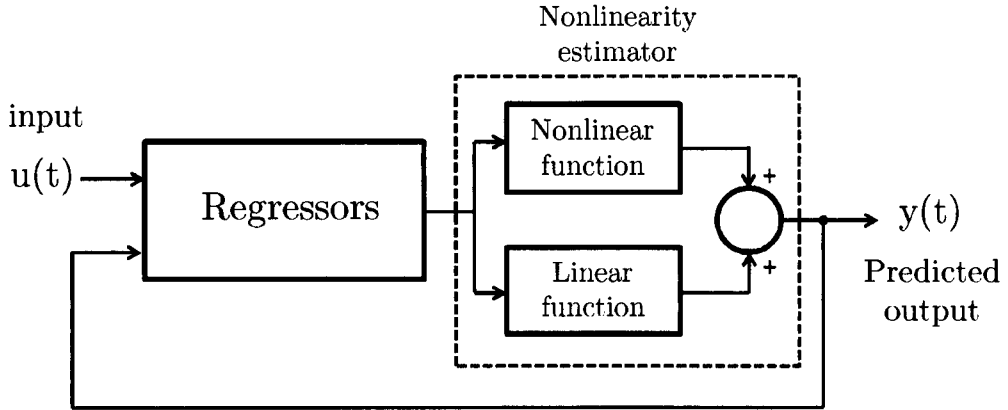 Nonlinearity
estimator
input
u(t)
Regressors
Nonlinear
function
+
Linear
function
+
y(t)
Predicted
output